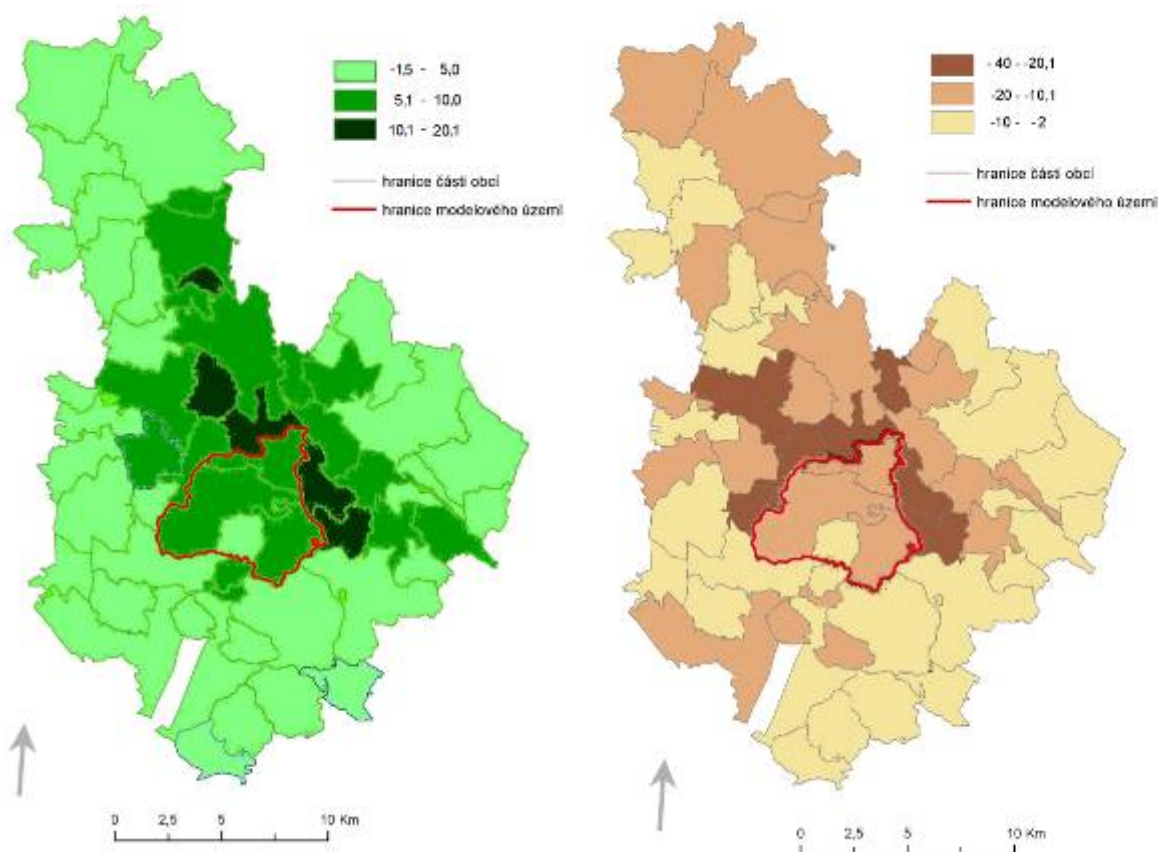 -1,5 - 5,0
5,1 - 10,0
10,1 - 20,1
hranice části obcí
hranice modelového území
0 2,5 5 10 Km
- 40 - -20,1
-20 - -10,1
-10 - -2
hranice části obcí
hranice modelového území
0 2,5 5 10 Km